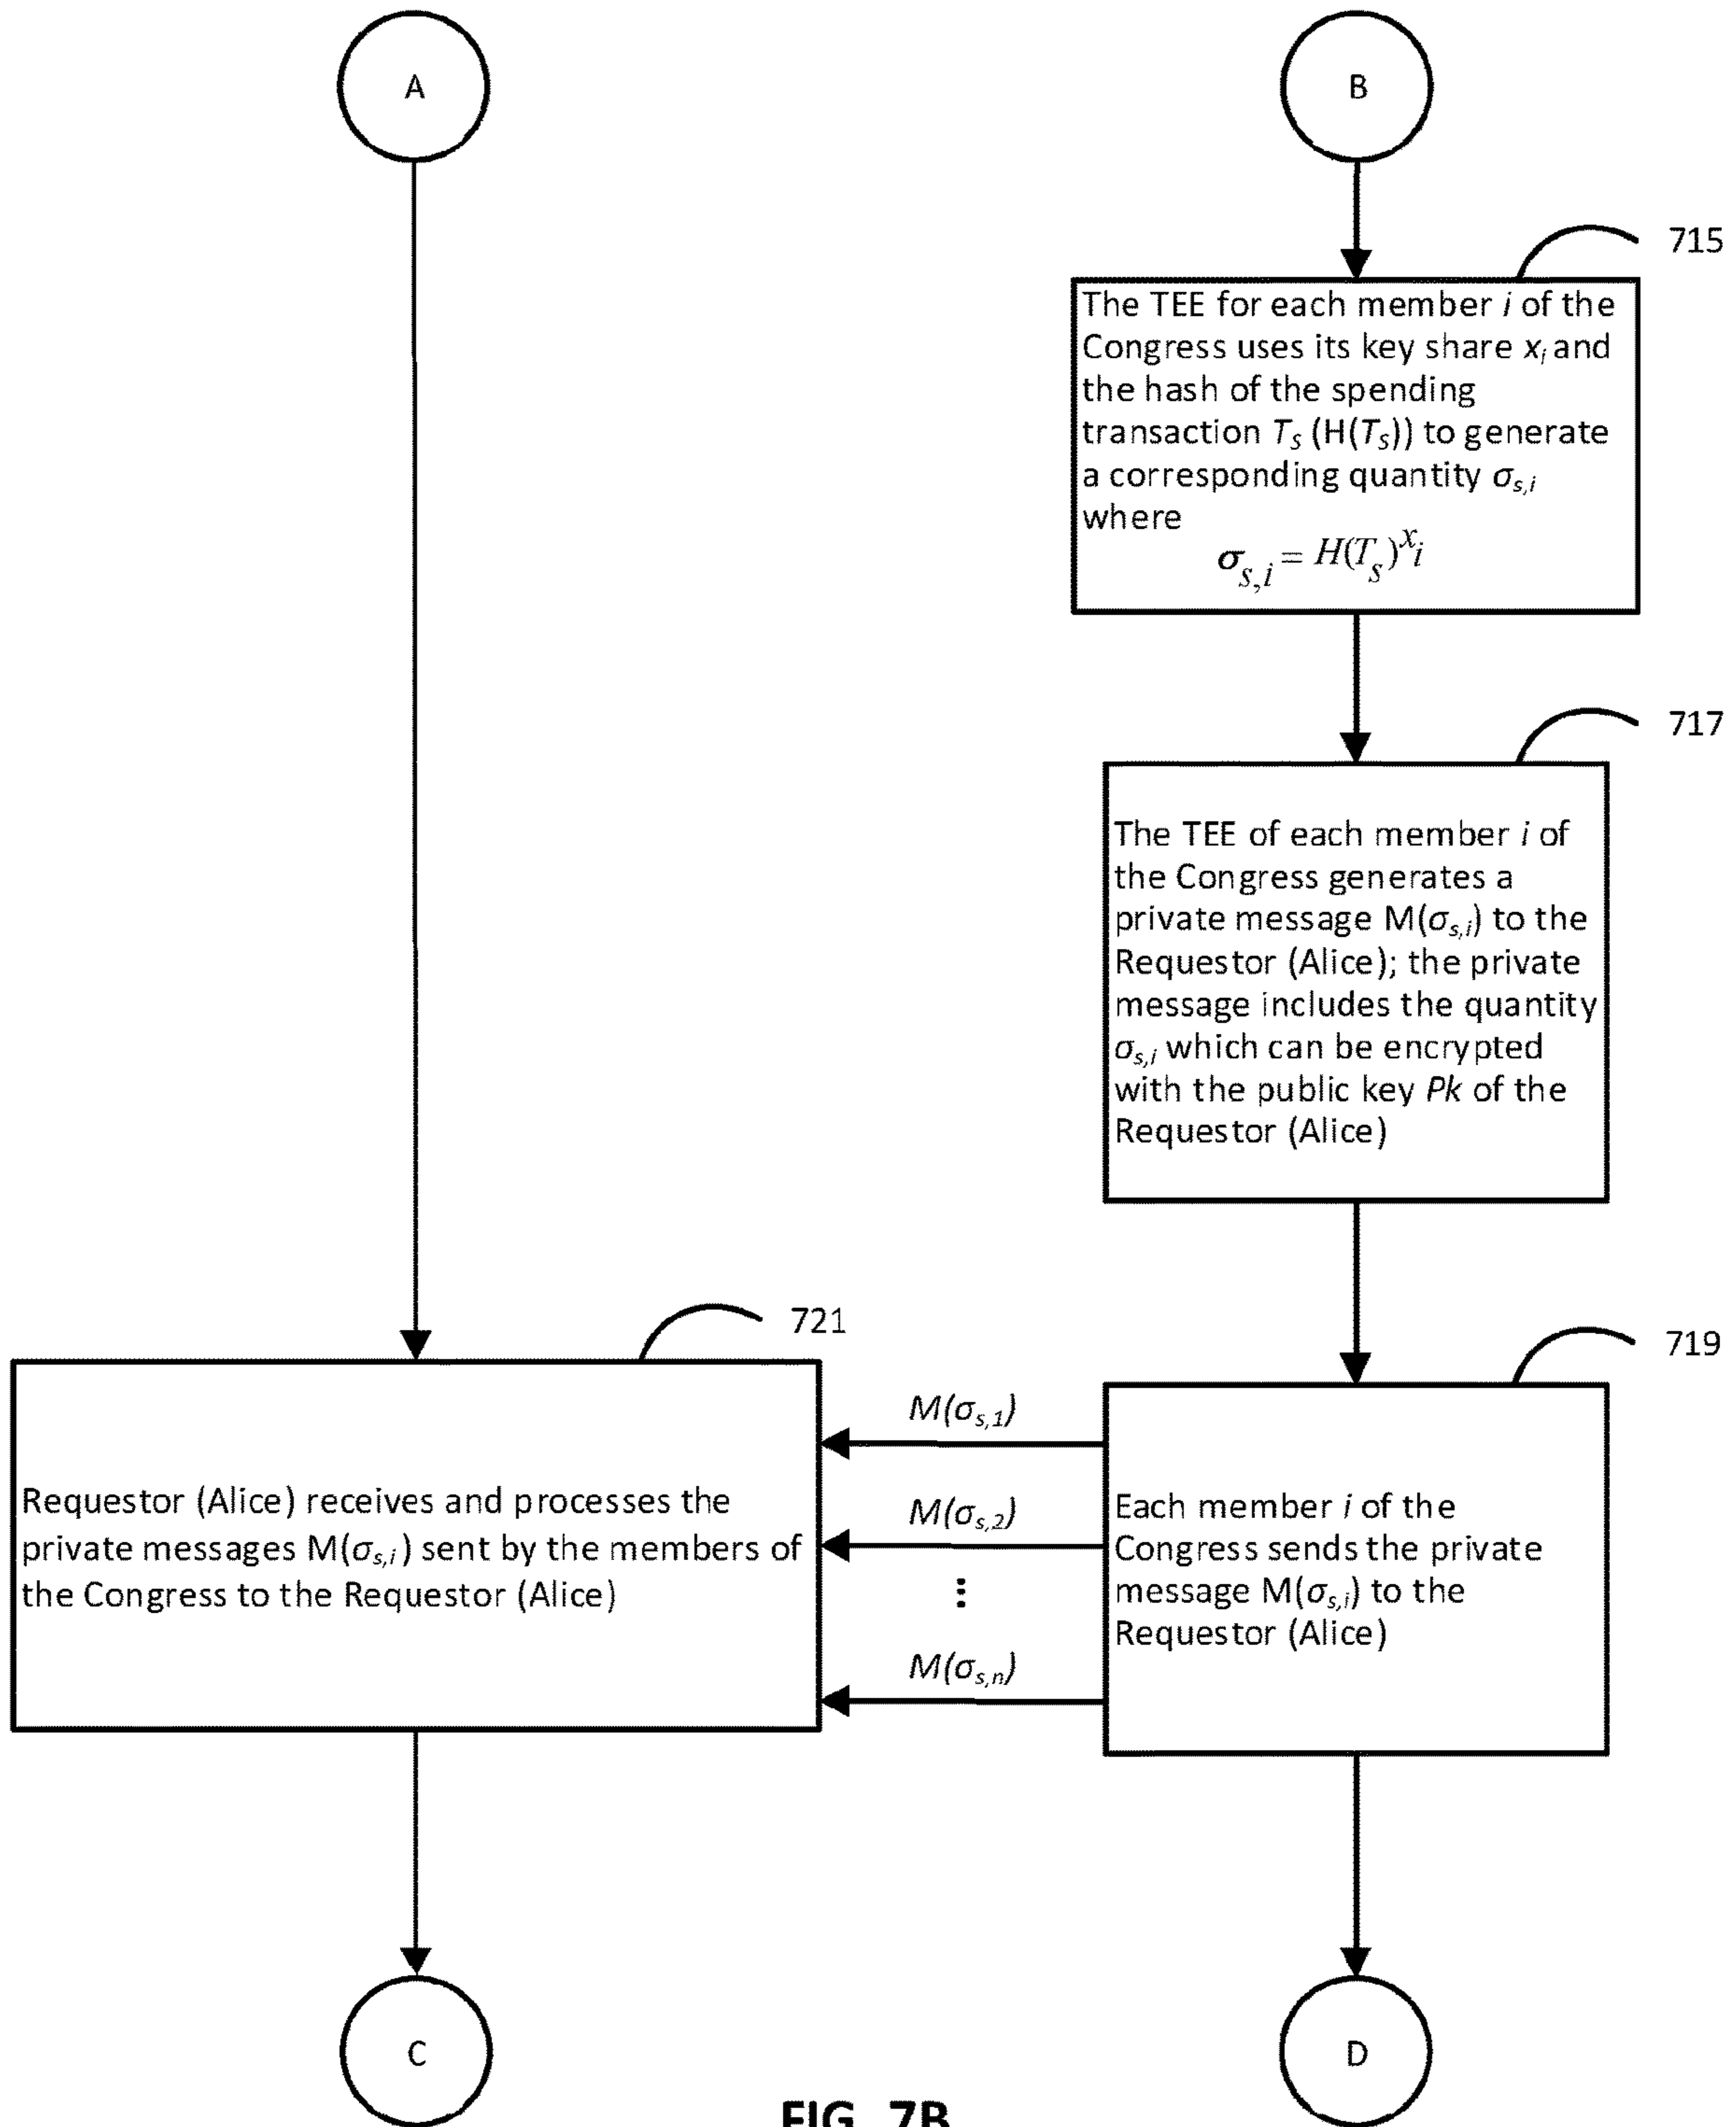 A
B
715
The TEE for each member i of the
Congress uses its key share xᵢ and
the hash of the spending
transaction Tₛ (H(Tₛ)) to generate
a corresponding quantity σₛ,ᵢ
where
σₛ,ᵢ = H(Tₛ)^xᵢ
717
The TEE of each member i of
the Congress generates a
private message M(σₛ,ᵢ) to the
Requestor (Alice); the private
message includes the quantity
σₛ,ᵢ which can be encrypted
with the public key Pk of the
Requestor (Alice)
721
719
Requestor (Alice) receives and processes the
private messages M(σₛ,ᵢ) sent by the members of
the Congress to the Requestor (Alice)
M(σₛ,₁)
M(σₛ,₂)
⋮
M(σₛ,ₙ)
Each member i of the
Congress sends the private
message M(σₛ,ᵢ) to the
Requestor (Alice)
C
D
FIG. 7B